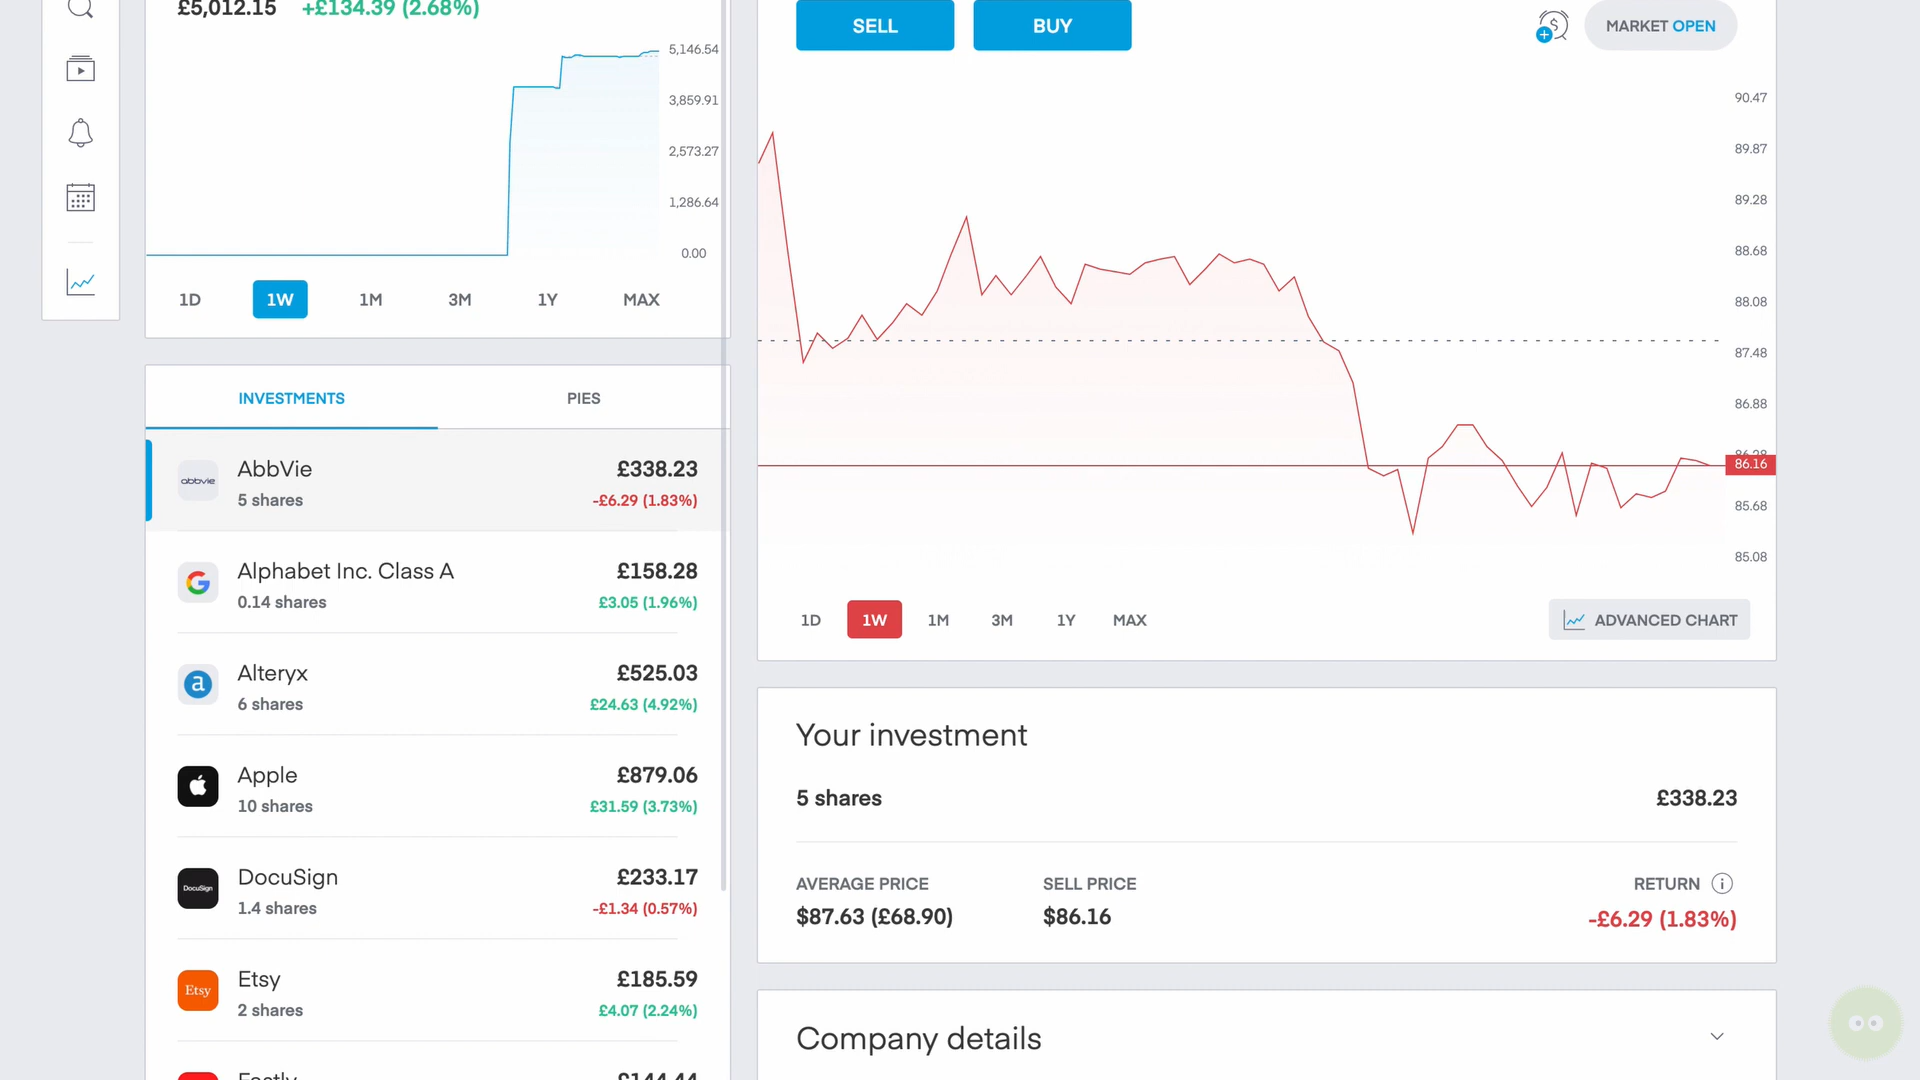 £5,012.15 +£134.39 (2.68%)
5,146.54
3,859.91
2,573.27
1,286.64
0.00
1D 1W 1M 3M 1Y MAX
INVESTMENTS PIES
abbvie AbbVie £338.23
5 shares -£6.29 (1.83%)
Alphabet Inc. Class A £158.28
0.14 shares £3.05 (1.96%)
a Alteryx £525.03
6 shares £24.63 (4.92%)
Apple £879.06
10 shares £31.59 (3.73%)
DocuSign DocuSign £233.17
1.4 shares -£1.34 (0.57%)
Etsy Etsy £185.59
2 shares £4.07 (2.24%)
Fastly £144.44
SELL BUY MARKET OPEN
90.47
89.87
89.28
88.68
88.08
87.48
86.88
86.28
86.16
85.68
85.08
1D 1W 1M 3M 1Y MAX ADVANCED CHART
Your investment
5 shares £338.23
AVERAGE PRICE SELL PRICE RETURN
$87.63 (£68.90) $86.16 -£6.29 (1.83%)
Company details